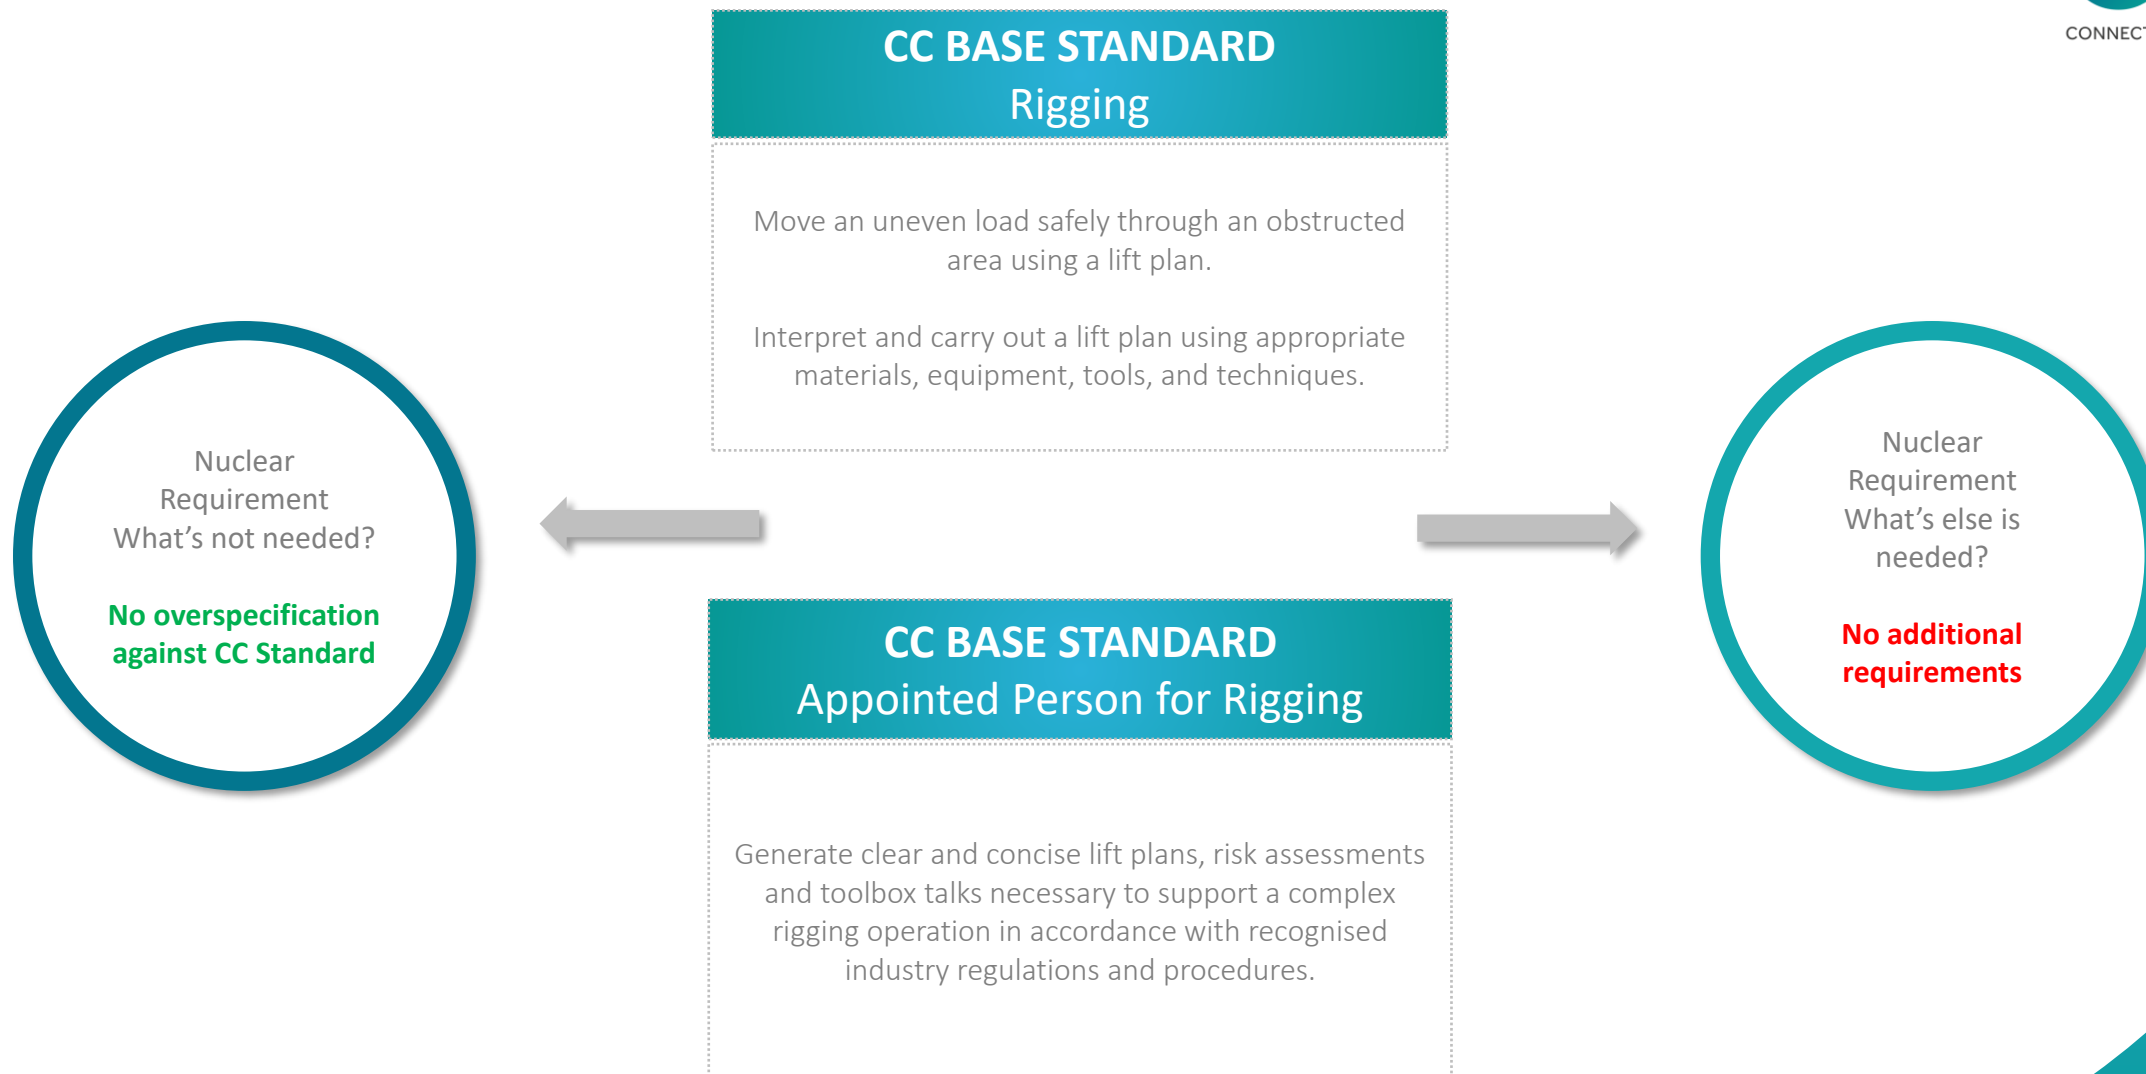 CONNECT
CC BASE STANDARD
Rigging
Move an uneven load safely through an obstructed
area using a lift plan.
Interpret and carry out a lift plan using appropriate
materials, equipment, tools, and techniques.
Nuclear
Requirement
What’s not needed?
No overspecification
against CC Standard
Nuclear
Requirement
What’s else is
needed?
No additional
requirements
CC BASE STANDARD
Appointed Person for Rigging
Generate clear and concise lift plans, risk assessments
and toolbox talks necessary to support a complex
rigging operation in accordance with recognised
industry regulations and procedures.